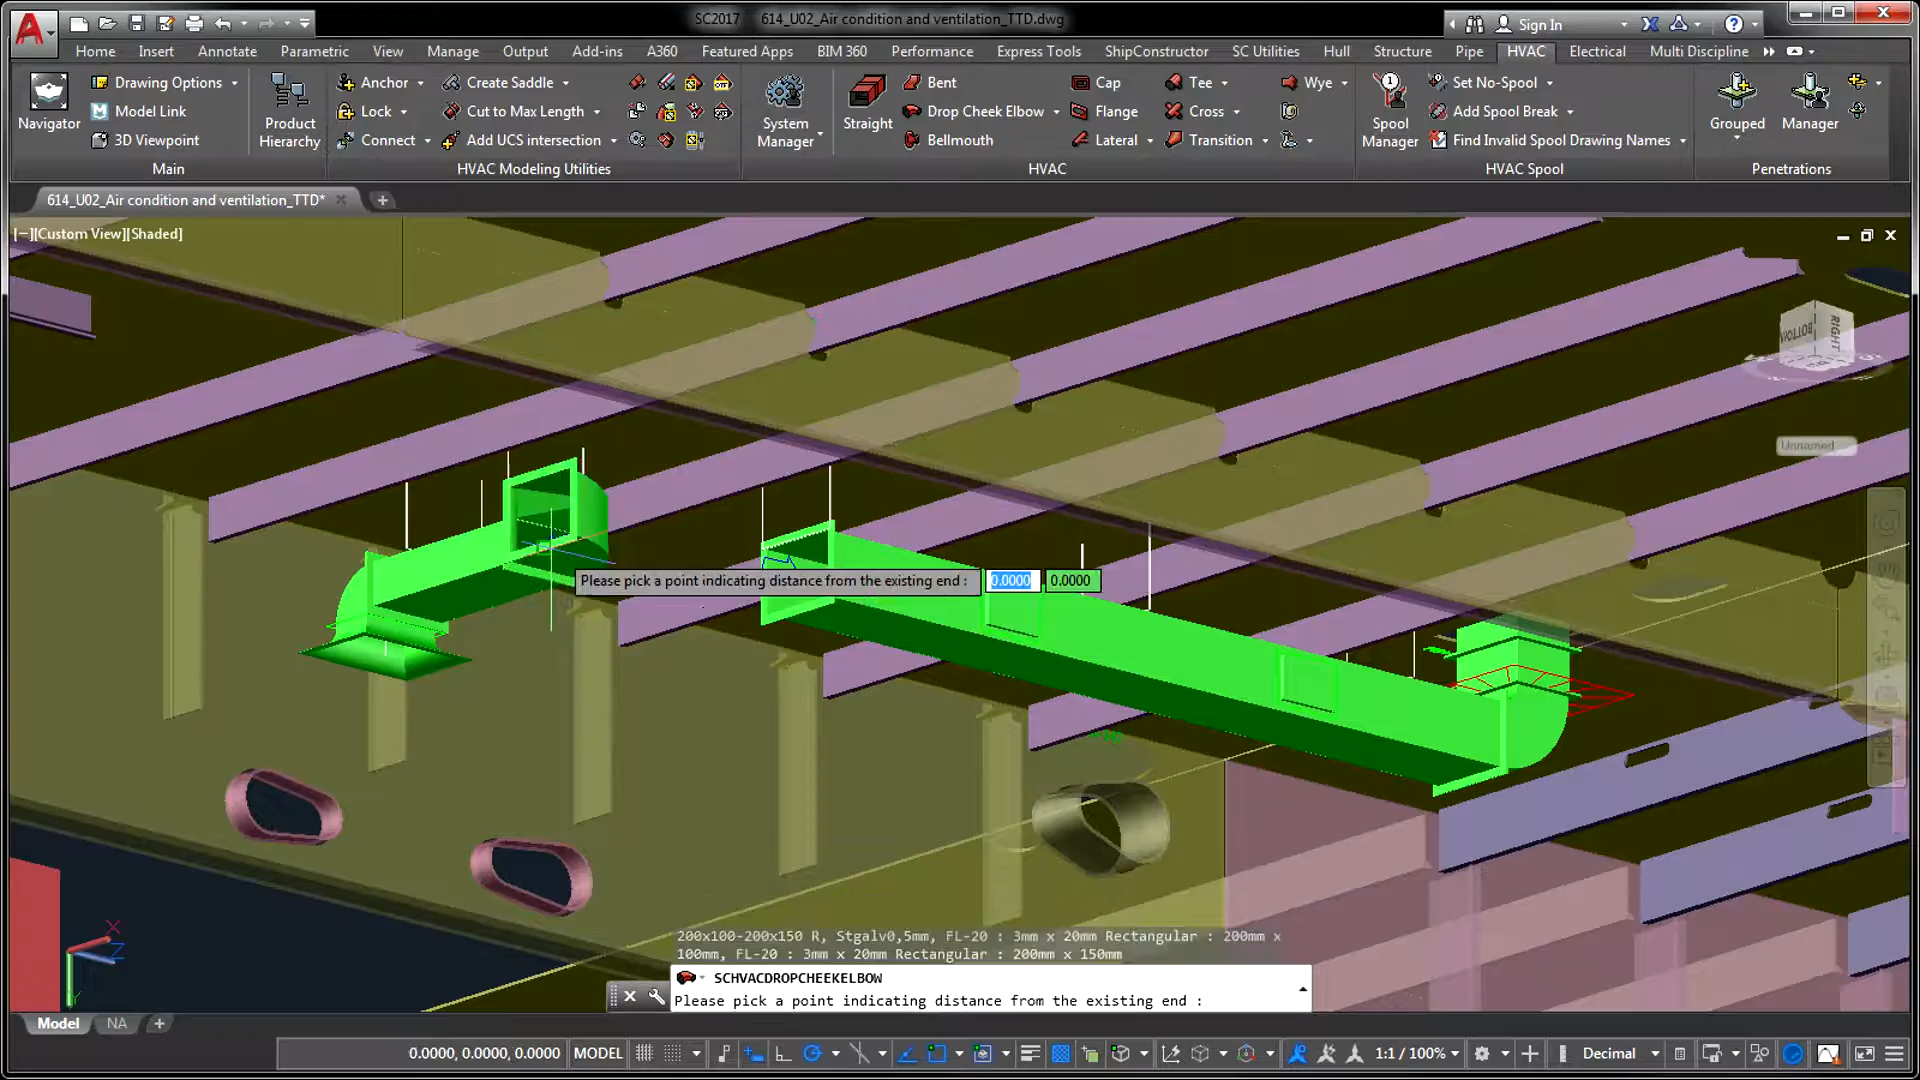 SC2017 614_U02_Air condition and ventilation_TTD.dwg
Sign In
Home Insert Annotate Parametric View Manage Output Add-ins A360 Featured Apps BIM 360 Performance Express Tools ShipConstructor SC Utilities Hull Structure Pipe HVAC Electrical Multi Discipline
Navigator
Drawing Options
Model Link
3D Viewpoint
Product
Hierarchy
Main
Anchor
Lock
Connect
Create Saddle
Cut to Max Length
Add UCS intersection
HVAC Modeling Utilities
System
Manager
Straight
Bent
Drop Cheek Elbow
Bellmouth
Cap
Flange
Lateral
Tee
Cross
Transition
Wye
HVAC
Spool
Manager
Set No-Spool
Add Spool Break
Find Invalid Spool Drawing Names
HVAC Spool
Grouped
Manager
Penetrations
614_U02_Air condition and ventilation_TTD*
[−][Custom View][Shaded]
BOTTOM
RIGHT
Unnamed
Please pick a point indicating distance from the existing end : 0.0000 0.0000
200x100-200x150 R, Stgalv0,5mm, FL-20 : 3mm x 20mm Rectangular : 200mm x
100mm, FL-20 : 3mm x 20mm Rectangular : 200mm x 150mm
SCHVACDROPCHEEKELBOW
Please pick a point indicating distance from the existing end :
X
Z
Y
Model NA
0.0000, 0.0000, 0.0000 MODEL 1:1 / 100% Decimal